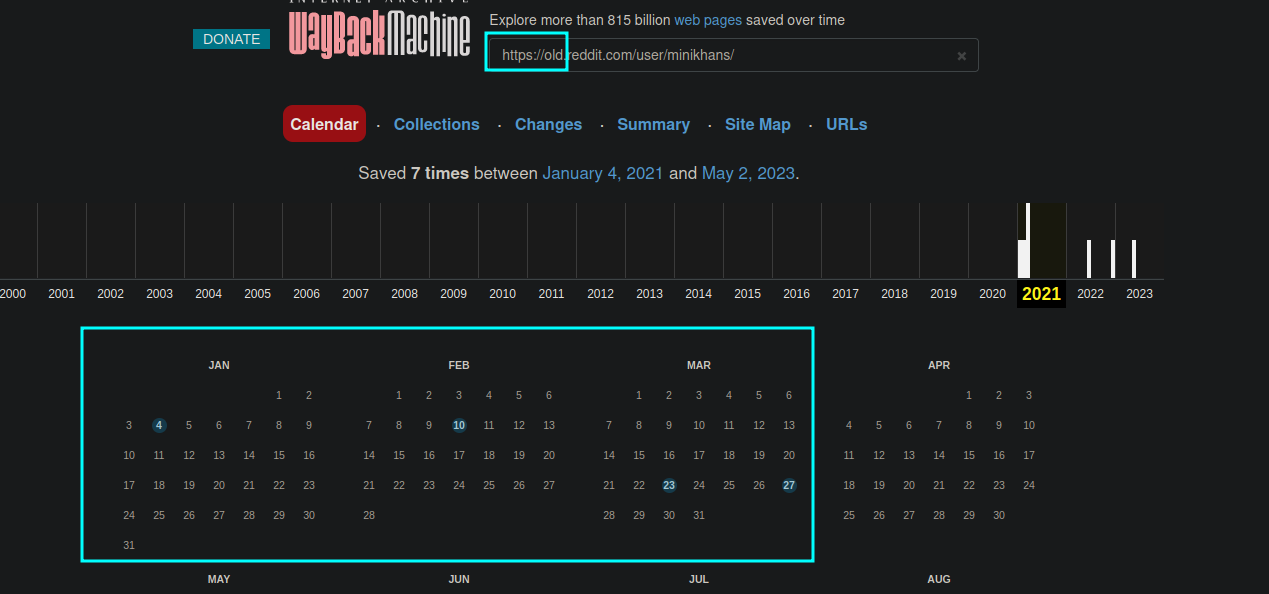 INTERNET ARCHIVE
DONATE
WayBackMachine
Explore more than 815 billion web pages saved over time
https://old.reddit.com/user/minikhans/
×
Calendar · Collections · Changes · Summary · Site Map · URLs
Saved 7 times between January 4, 2021 and May 2, 2023.
2000 2001 2002 2003 2004 2005 2006 2007 2008 2009 2010 2011 2012 2013 2014 2015 2016 2017 2018 2019 2020 2021 2022 2023
JAN
1 2
3 4 5 6 7 8 9
10 11 12 13 14 15 16
17 18 19 20 21 22 23
24 25 26 27 28 29 30
31
FEB
1 2 3 4 5 6
7 8 9 10 11 12 13
14 15 16 17 18 19 20
21 22 23 24 25 26 27
28
MAR
1 2 3 4 5 6
7 8 9 10 11 12 13
14 15 16 17 18 19 20
21 22 23 24 25 26 27
28 29 30 31
APR
1 2 3
4 5 6 7 8 9 10
11 12 13 14 15 16 17
18 19 20 21 22 23 24
25 26 27 28 29 30
MAY JUN JUL AUG